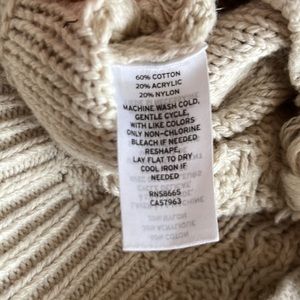 60% COTTON
20% ACRYLIC
20% NYLON
MACHINE WASH COLD,
GENTLE CYCLE,
WITH LIKE COLORS
ONLY NON-CHLORINE
BLEACH IF NEEDED
RESHAPE,
LAY FLAT TO DRY
COOL IRON IF
NEEDED
RN58665
CA57963